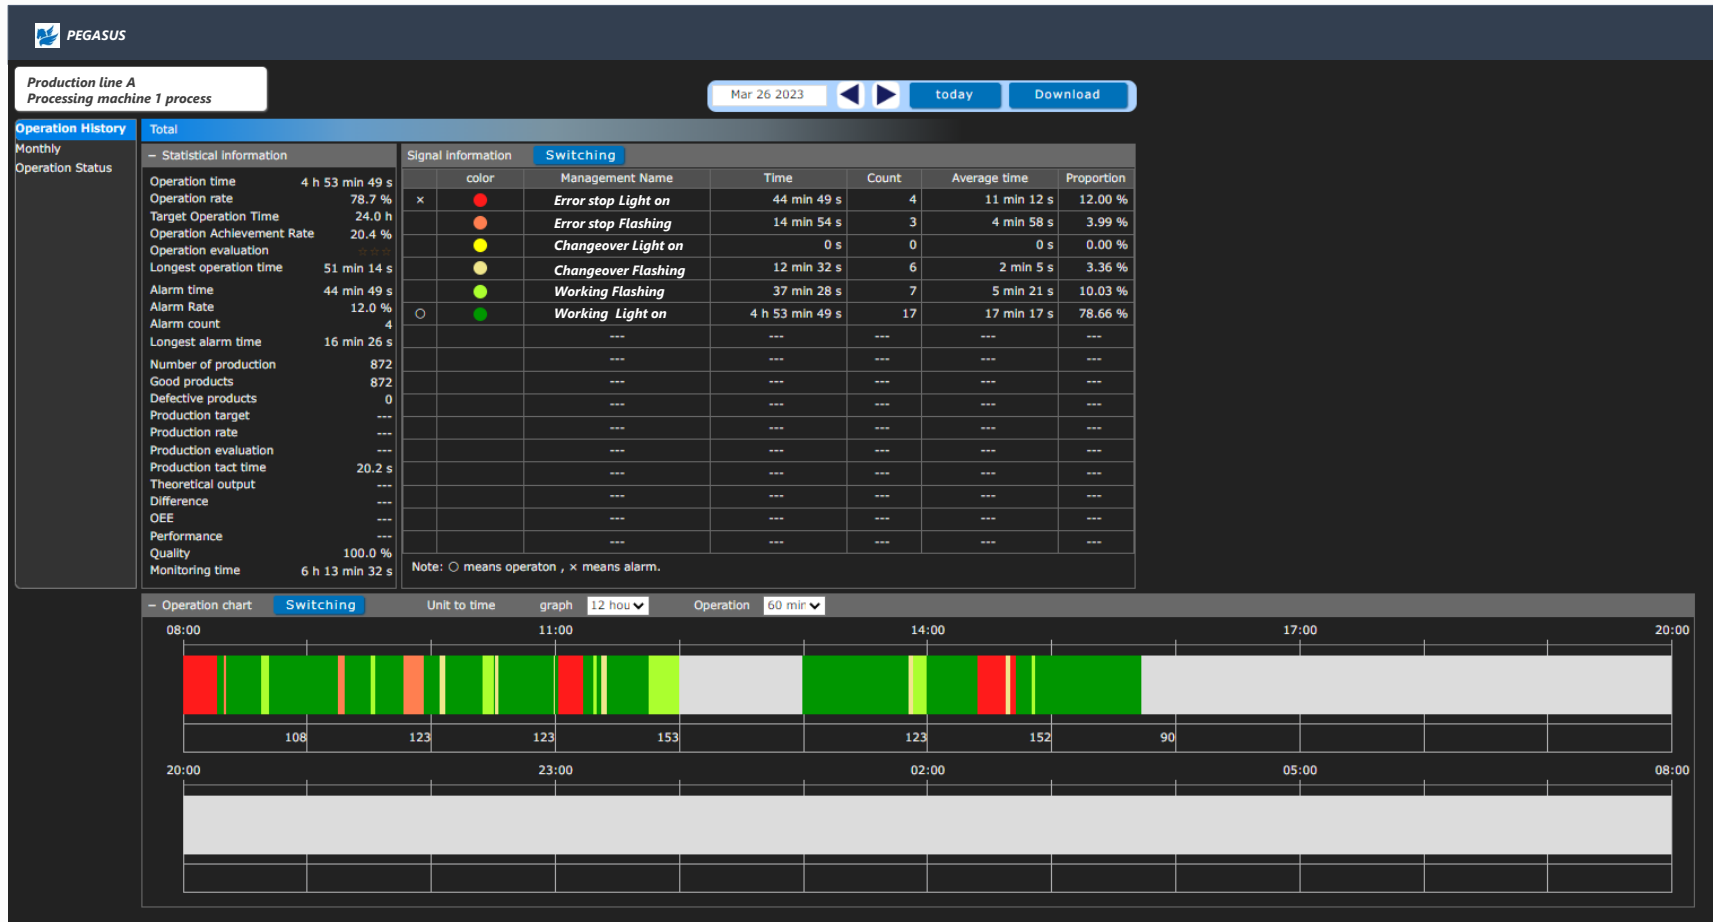 PEGASUS
Production line A
Processing machine 1 process
Mar 26 2023 today Download
Operation History
Monthly
Operation Status
Total
− Statistical information
Operation time 4 h 53 min 49 s
Operation rate 78.7 %
Target Operation Time 24.0 h
Operation Achievement Rate 20.4 %
Operation evaluation ☆☆☆
Longest operation time 51 min 14 s
Alarm time 44 min 49 s
Alarm Rate 12.0 %
Alarm count 4
Longest alarm time 16 min 26 s
Number of production 872
Good products 872
Defective products 0
Production target ---
Production rate ---
Production evaluation ---
Production tact time 20.2 s
Theoretical output ---
Difference ---
OEE ---
Performance ---
Quality 100.0 %
Monitoring time 6 h 13 min 32 s
Signal information Switching
color Management Name Time Count Average time Proportion
× Error stop Light on 44 min 49 s 4 11 min 12 s 12.00 %
Error stop Flashing 14 min 54 s 3 4 min 58 s 3.99 %
Changeover Light on 0 s 0 0 s 0.00 %
Changeover Flashing 12 min 32 s 6 2 min 5 s 3.36 %
Working Flashing 37 min 28 s 7 5 min 21 s 10.03 %
○ Working Light on 4 h 53 min 49 s 17 17 min 17 s 78.66 %
--- --- --- --- ---
--- --- --- --- ---
--- --- --- --- ---
--- --- --- --- ---
--- --- --- --- ---
--- --- --- --- ---
--- --- --- --- ---
--- --- --- --- ---
--- --- --- --- ---
--- --- --- --- ---
Note: ○ means operaton , × means alarm.
− Operation chart Switching Unit to time graph 12 hou Operation 60 min
08:00 11:00 14:00 17:00 20:00
108 123 123 153 123 152 90
20:00 23:00 02:00 05:00 08:00